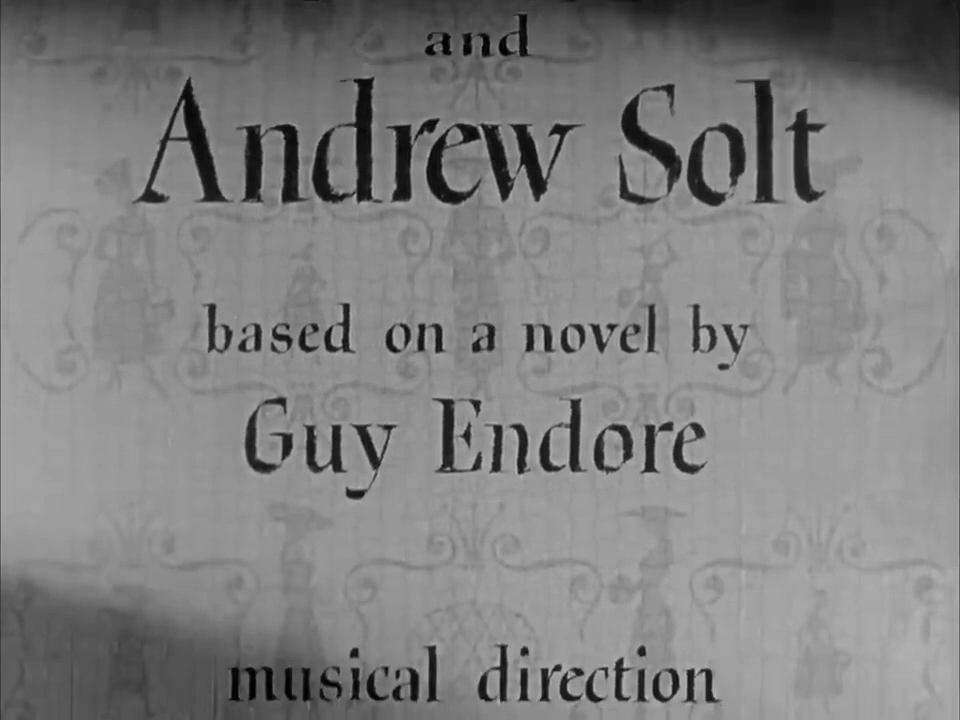 and
Andrew Solt
based on a novel by
Guy Endore
musical direction